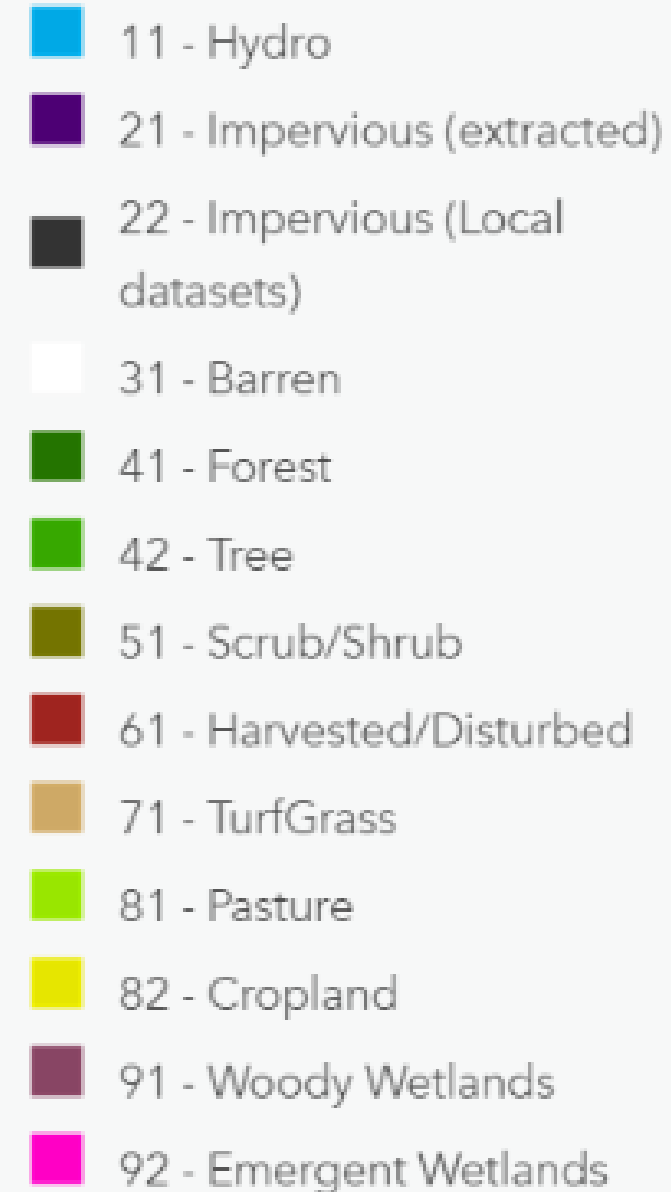 11 - Hydro
21 - Impervious (extracted)
22 - Impervious (Local
datasets)
31 - Barren
41 - Forest
42 - Tree
51 - Scrub/Shrub
61 - Harvested/Disturbed
71 - TurfGrass
81 - Pasture
82 - Cropland
91 - Woody Wetlands
92 - Emergent Wetlands